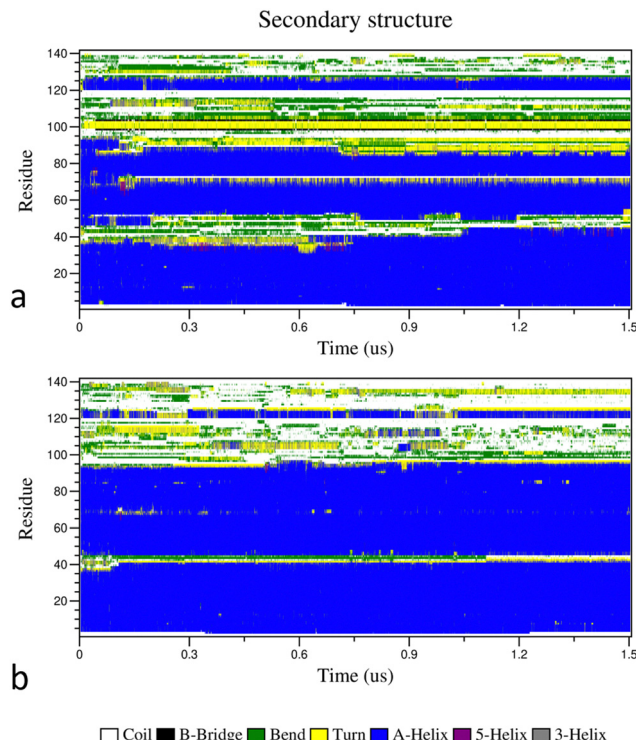 Secondary structure
140
120
100
80
60
40
20
Residue
a
0 0.3 0.6 0.9 1.2 1.5
Time (us)
140
120
100
80
60
40
20
Residue
b
0 0.3 0.6 0.9 1.2 1.5
Time (us)
Coil B-Bridge Bend Turn A-Helix 5-Helix 3-Helix